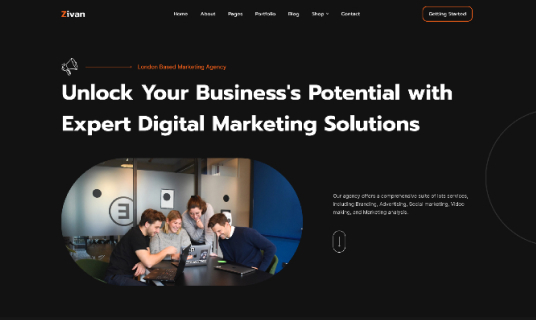 Zivan
Home About Pages Portfolio Blog Shop Contact
Getting Started
London Based Marketing Agency
Unlock Your Business's Potential with
Expert Digital Marketing Solutions
Our agency offers a comprehensive suite of lots services,
including Branding, Advertising, Social marketing, Video
making, and Marketing analysis.